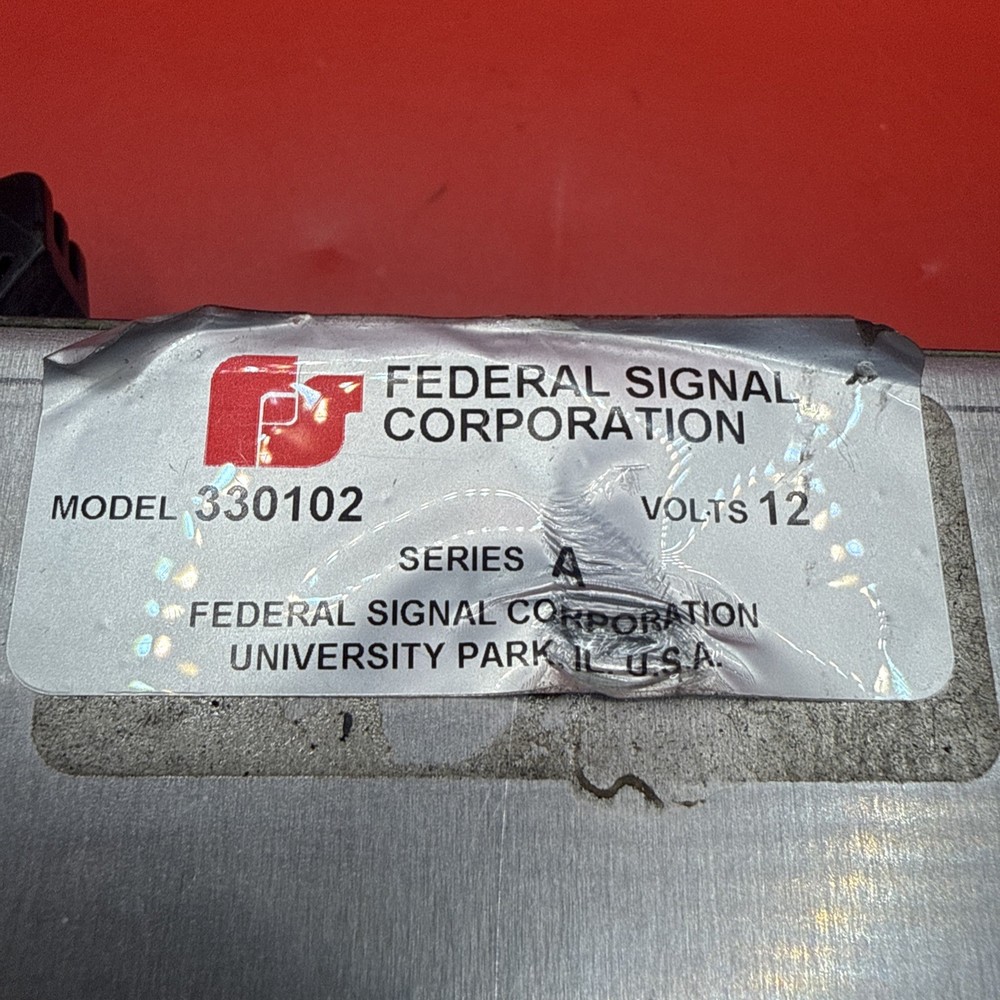 FEDERAL SIGNAL
CORPORATION
MODEL 330102 VOLTS 12
SERIES A
FEDERAL SIGNAL CORPORATION
UNIVERSITY PARK, IL U.S.A.